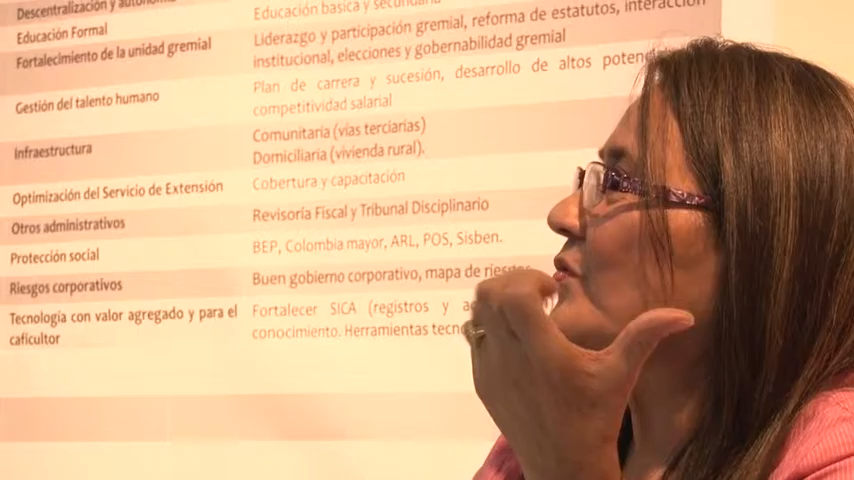 Descentralización y autonomía
Educación básica y secundaria
Educación Formal
Fortalecimiento de la unidad gremial
Liderazgo y participación gremial, reforma de estatutos, interacción
institucional, elecciones y gobernabilidad gremial
Gestión del talento humano
Plan de carrera y sucesión, desarrollo de altos
competitividad salarial
Infraestructura
Comunitaria (vías terciarias)
Domiciliaria (vivienda rural).
Optimización del Servicio de Extensión
Cobertura y capacitación
Otros administrativos
Revisoría Fiscal y Tribunal Disciplinario
Protección social
BEP, Colombia mayor, ARL, POS, Sisben.
Riesgos corporativos
Buen gobierno corporativo, mapa de riesgos
Tecnología con valor agregado y para el
caficultor
Fortalecer SICA (registros y
conocimiento. Herramientas